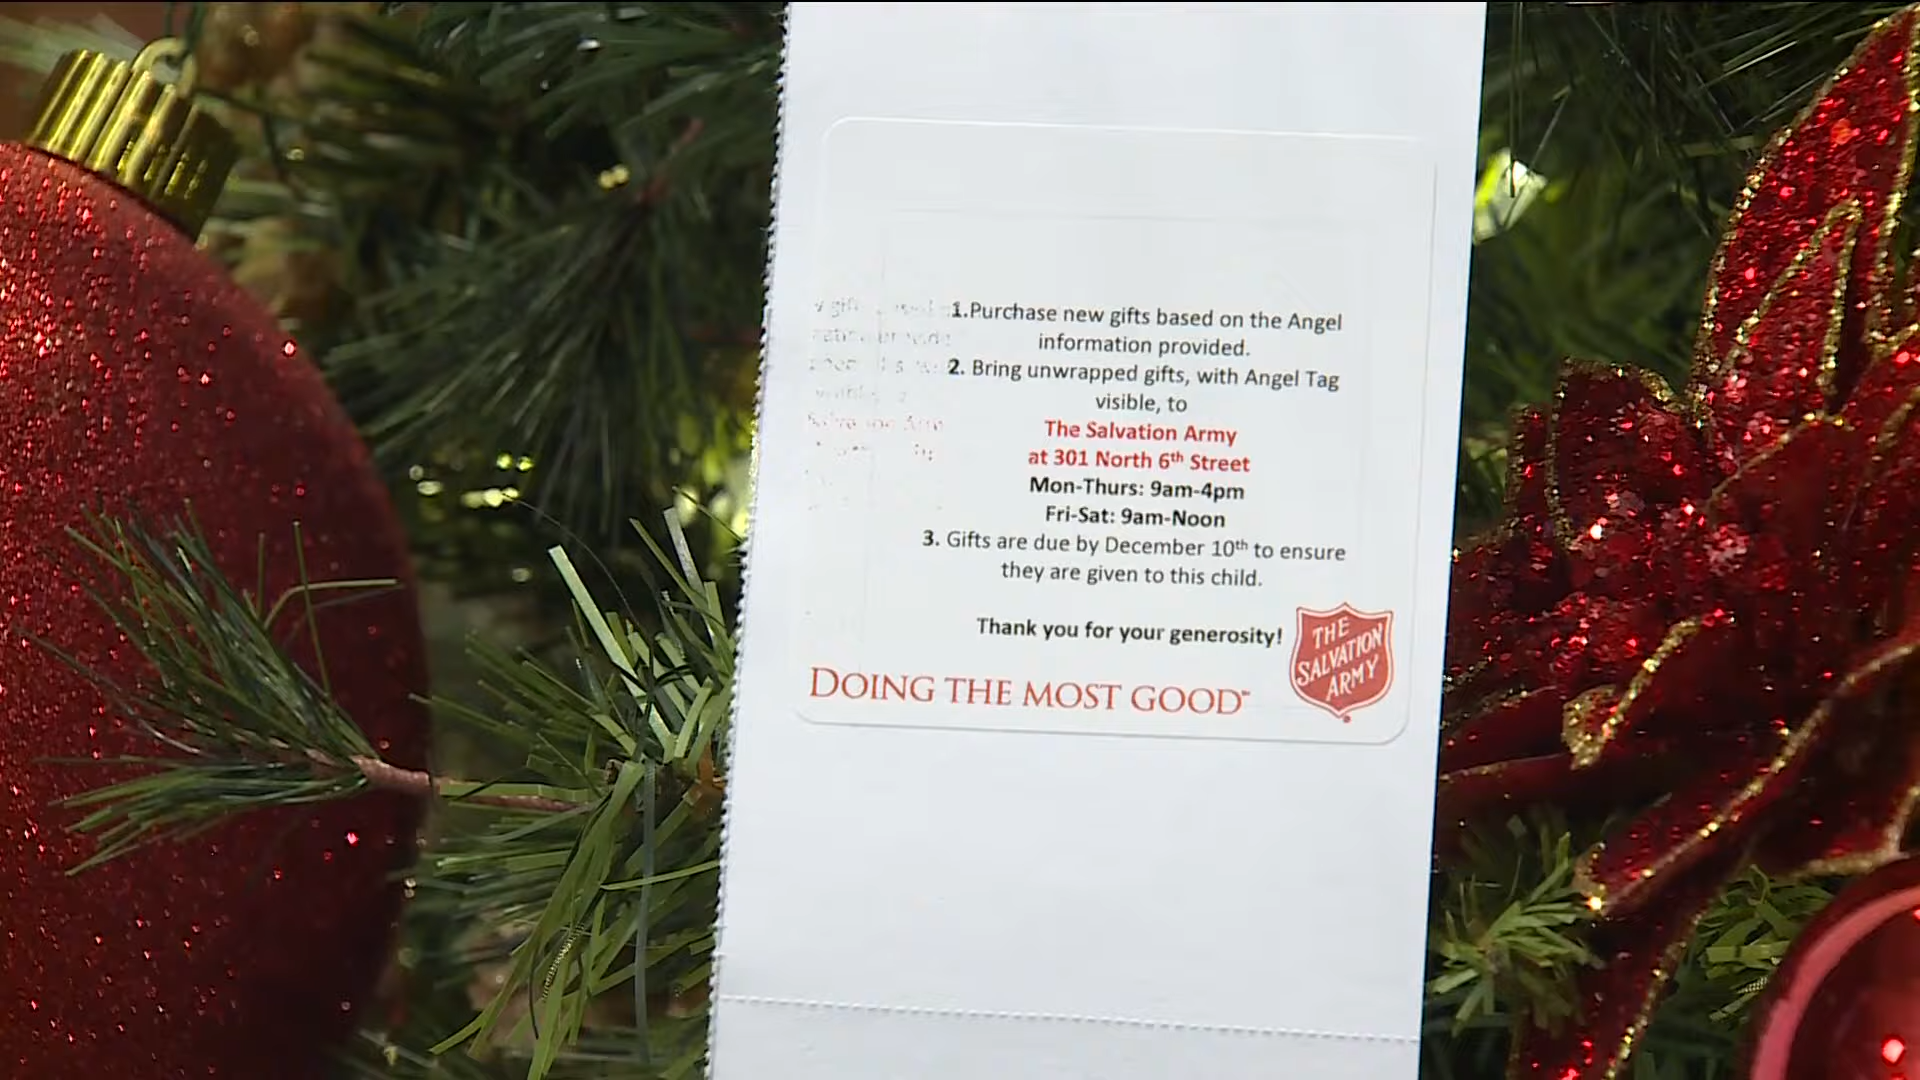 1.Purchase new gifts based on the Angel
information provided.
2. Bring unwrapped gifts, with Angel Tag
visible, to
The Salvation Army
at 301 North 6th Street
Mon-Thurs: 9am-4pm
Fri-Sat: 9am-Noon
3. Gifts are due by December 10th to ensure
they are given to this child.
Thank you for your generosity!
DOING THE MOST GOOD℠
THE
SALVATION
ARMY